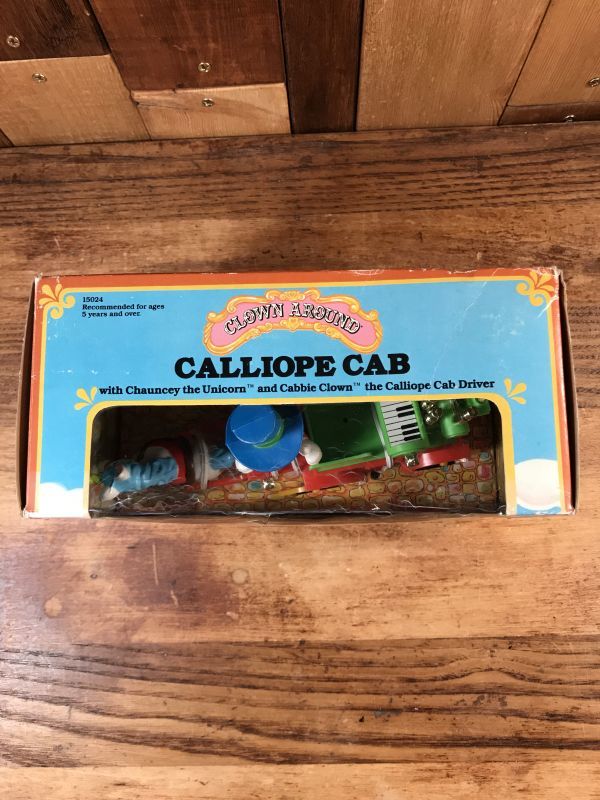 15024
Recommended for ages
5 years and over.
CLOWN AROUND
CALLIOPE CAB
with Chauncey the Unicorn™ and Cabbie Clown™ the Calliope Cab Driver